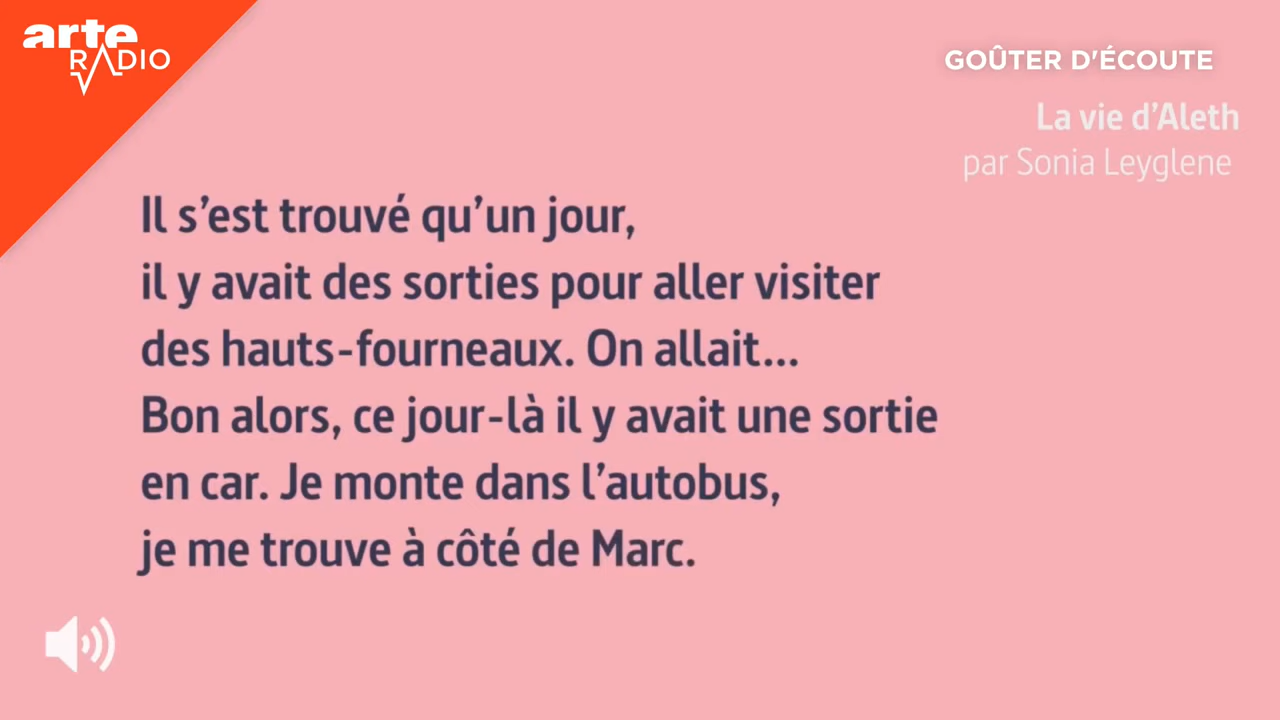 arte
RADIO
GOÛTER D'ÉCOUTE
La vie d’Aleth
par Sonia Leyglene
Il s’est trouvé qu’un jour,
il y avait des sorties pour aller visiter
des hauts-fourneaux. On allait...
Bon alors, ce jour-là il y avait une sortie
en car. Je monte dans l’autobus,
je me trouve à côté de Marc.